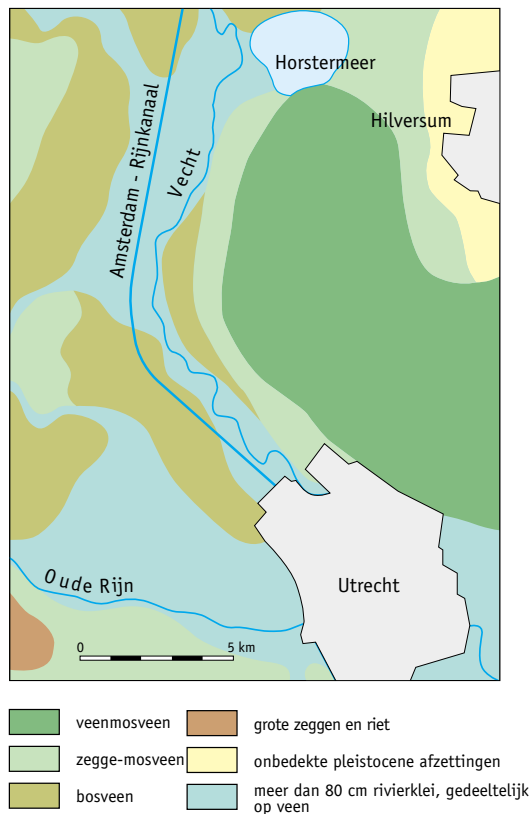 Horstermeer
Hilversum
Amsterdam - Rijnkanaal
Vecht
Oude Rijn
Utrecht
0 5 km
veenmosveen
zegge-mosveen
bosveen
grote zeggen en riet
onbedekte pleistocene afzettingen
meer dan 80 cm rivierklei, gedeeltelijk
op veen